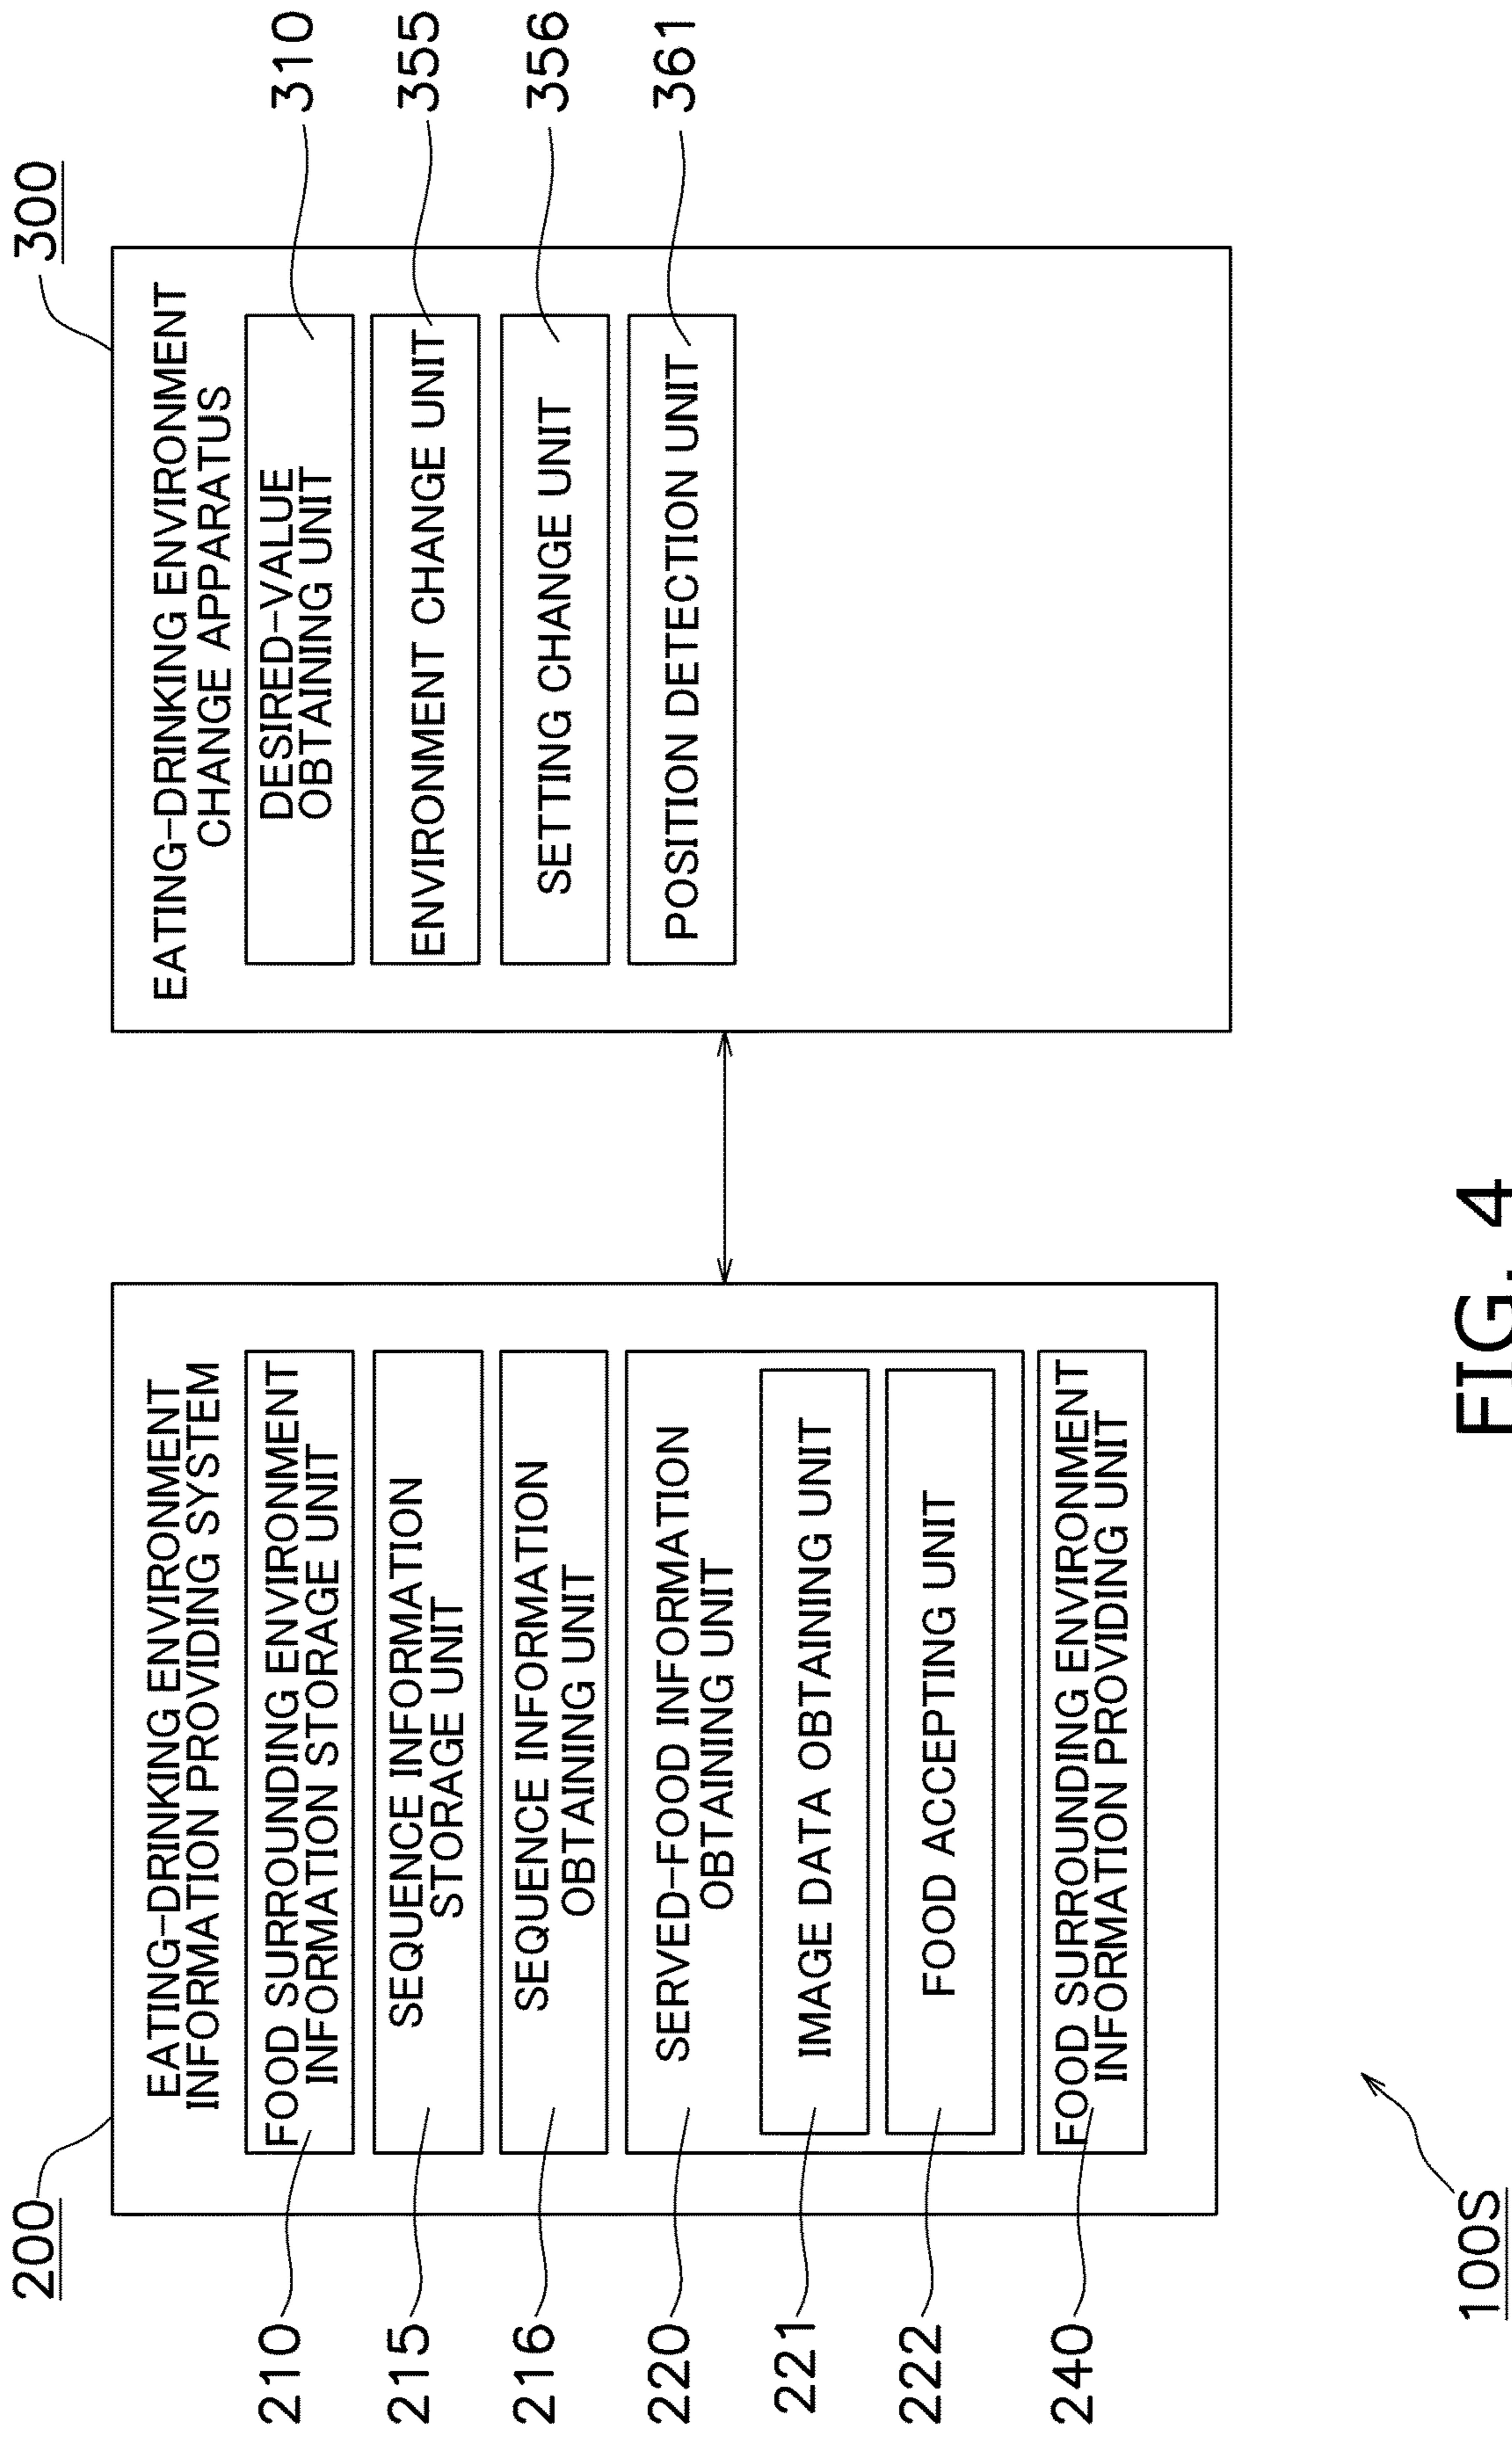 200
EATING-DRINKING ENVIRONMENT
INFORMATION PROVIDING SYSTEM
210
FOOD SURROUNDING ENVIRONMENT
INFORMATION STORAGE UNIT
215
SEQUENCE INFORMATION
STORAGE UNIT
216
SEQUENCE INFORMATION
OBTAINING UNIT
220
SERVED-FOOD INFORMATION
OBTAINING UNIT
221
IMAGE DATA OBTAINING UNIT
222
FOOD ACCEPTING UNIT
240
FOOD SURROUNDING ENVIRONMENT
INFORMATION PROVIDING UNIT
300
EATING-DRINKING ENVIRONMENT
CHANGE APPARATUS
DESIRED-VALUE
OBTAINING UNIT
310
ENVIRONMENT CHANGE UNIT
355
SETTING CHANGE UNIT
356
POSITION DETECTION UNIT
361
100S
FIG. 4